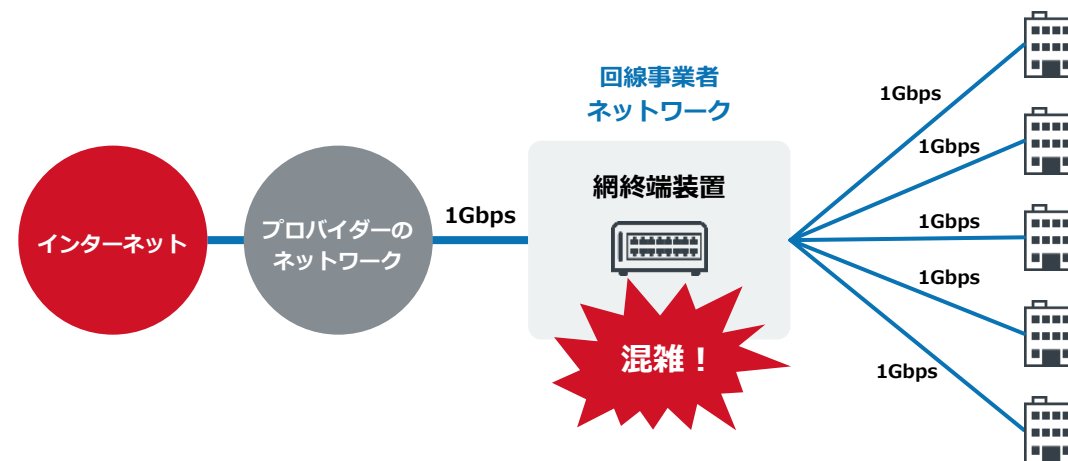 インターネット
プロバイダーの
ネットワーク
1Gbps
回線事業者
ネットワーク
網終端装置
混雑！
1Gbps
1Gbps
1Gbps
1Gbps
1Gbps